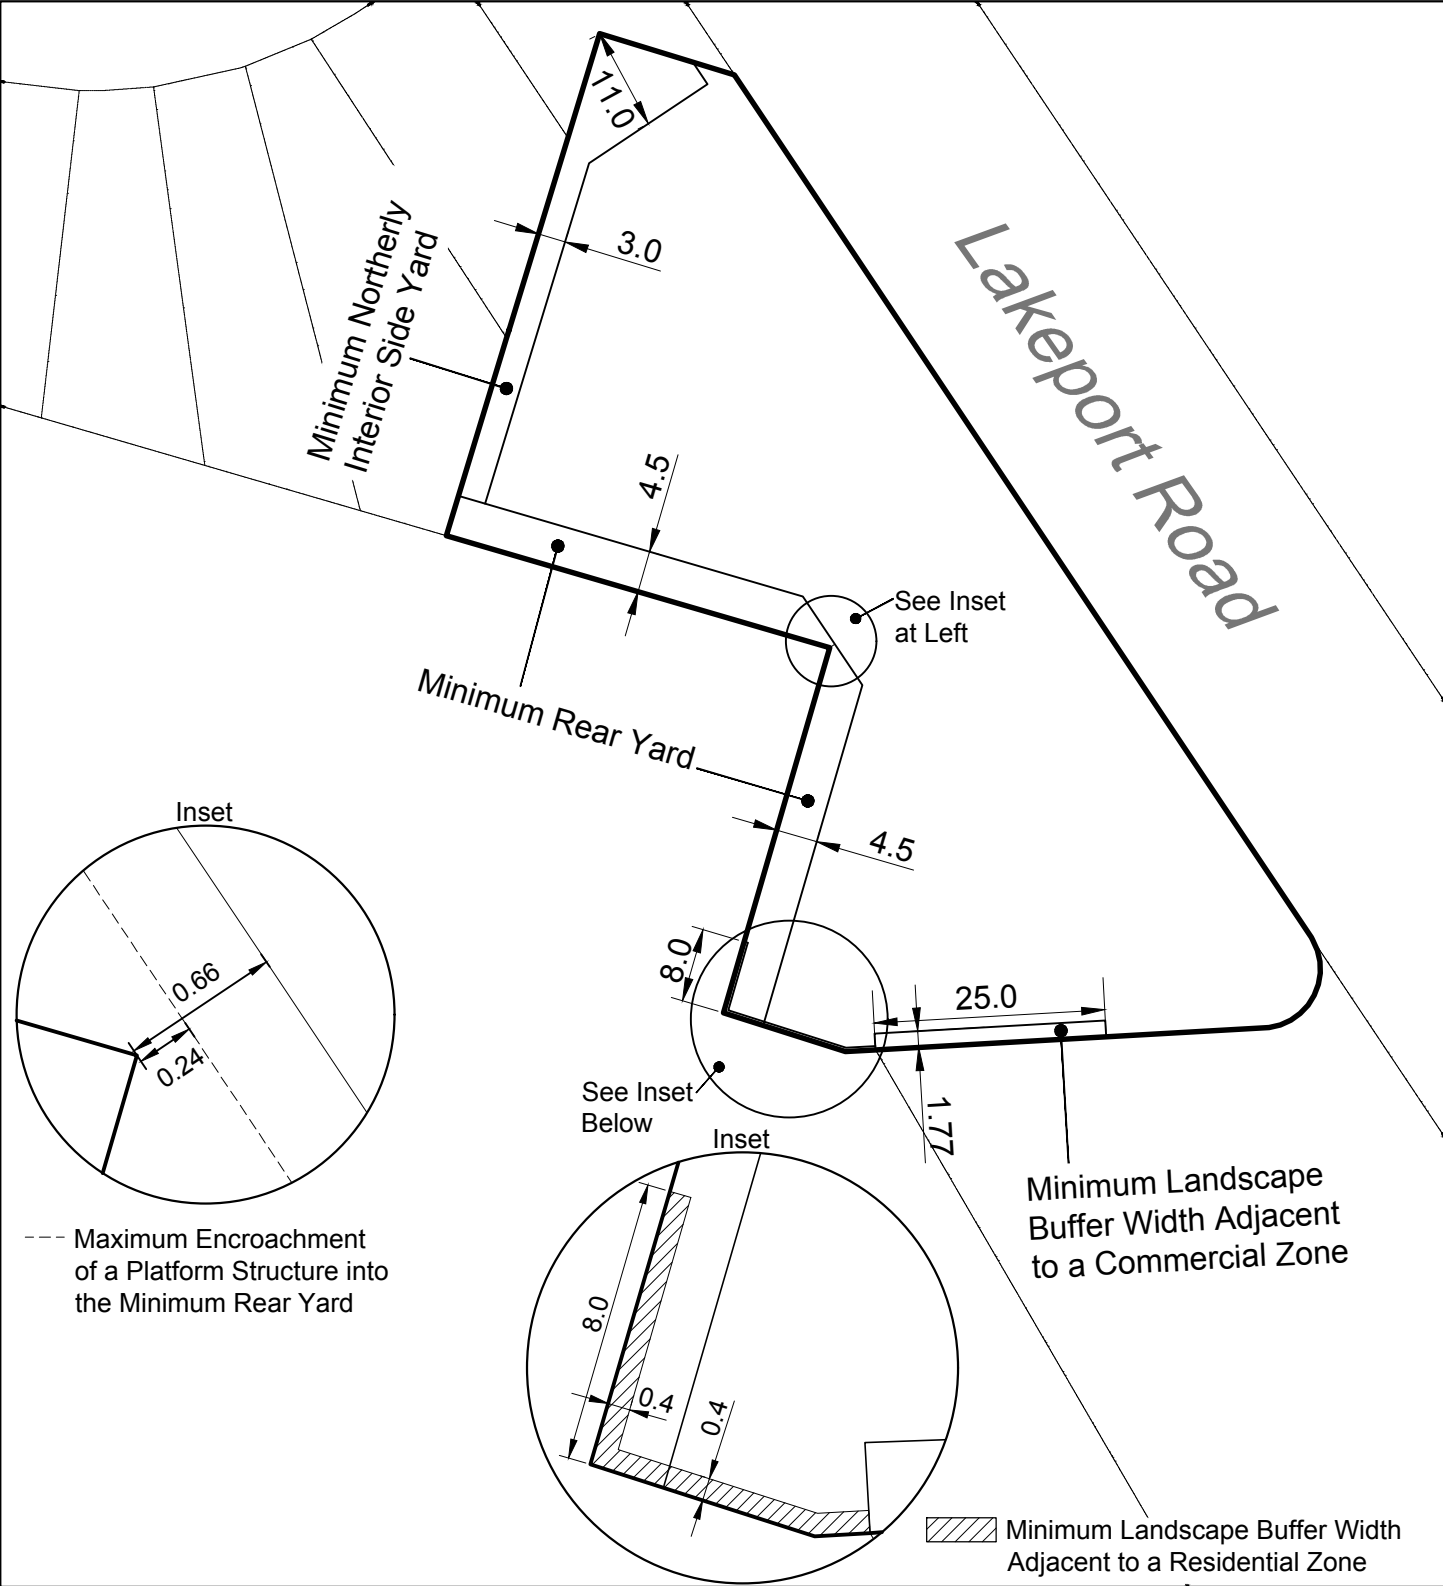 11.0
3.0
Minimum Northerly
Interior Side Yard
Lakeport Road
4.5
See Inset
at Left
Minimum Rear Yard
4.5
Inset
0.66
0.24
Maximum Encroachment
of a Platform Structure into
the Minimum Rear Yard
8.0
25.0
1.77
See Inset
Below
Minimum Landscape
Buffer Width Adjacent
to a Commercial Zone
Inset
8.0
0.4
0.4
Minimum Landscape Buffer Width
Adjacent to a Residential Zone